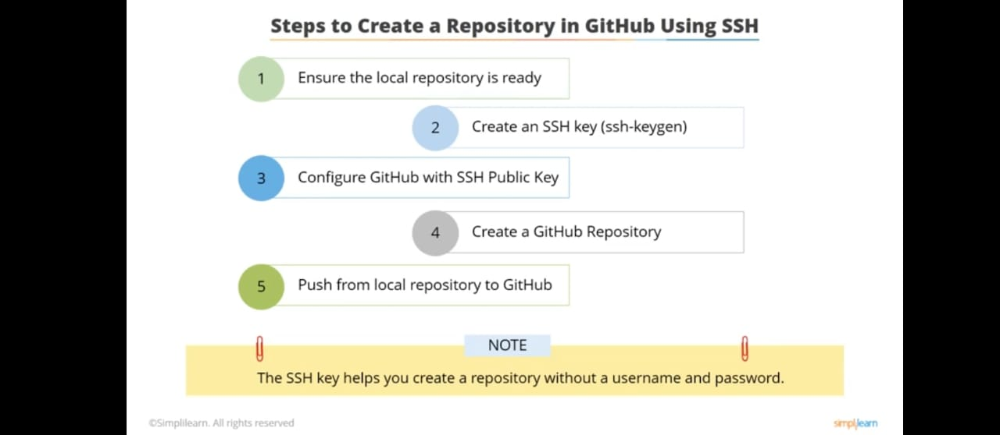 Steps to Create a Repository in GitHub Using SSH
1 Ensure the local repository is ready
2 Create an SSH key (ssh-keygen)
3 Configure GitHub with SSH Public Key
4 Create a GitHub Repository
5 Push from local repository to GitHub
NOTE
The SSH key helps you create a repository without a username and password.
©Simplilearn. All rights reserved
simplilearn